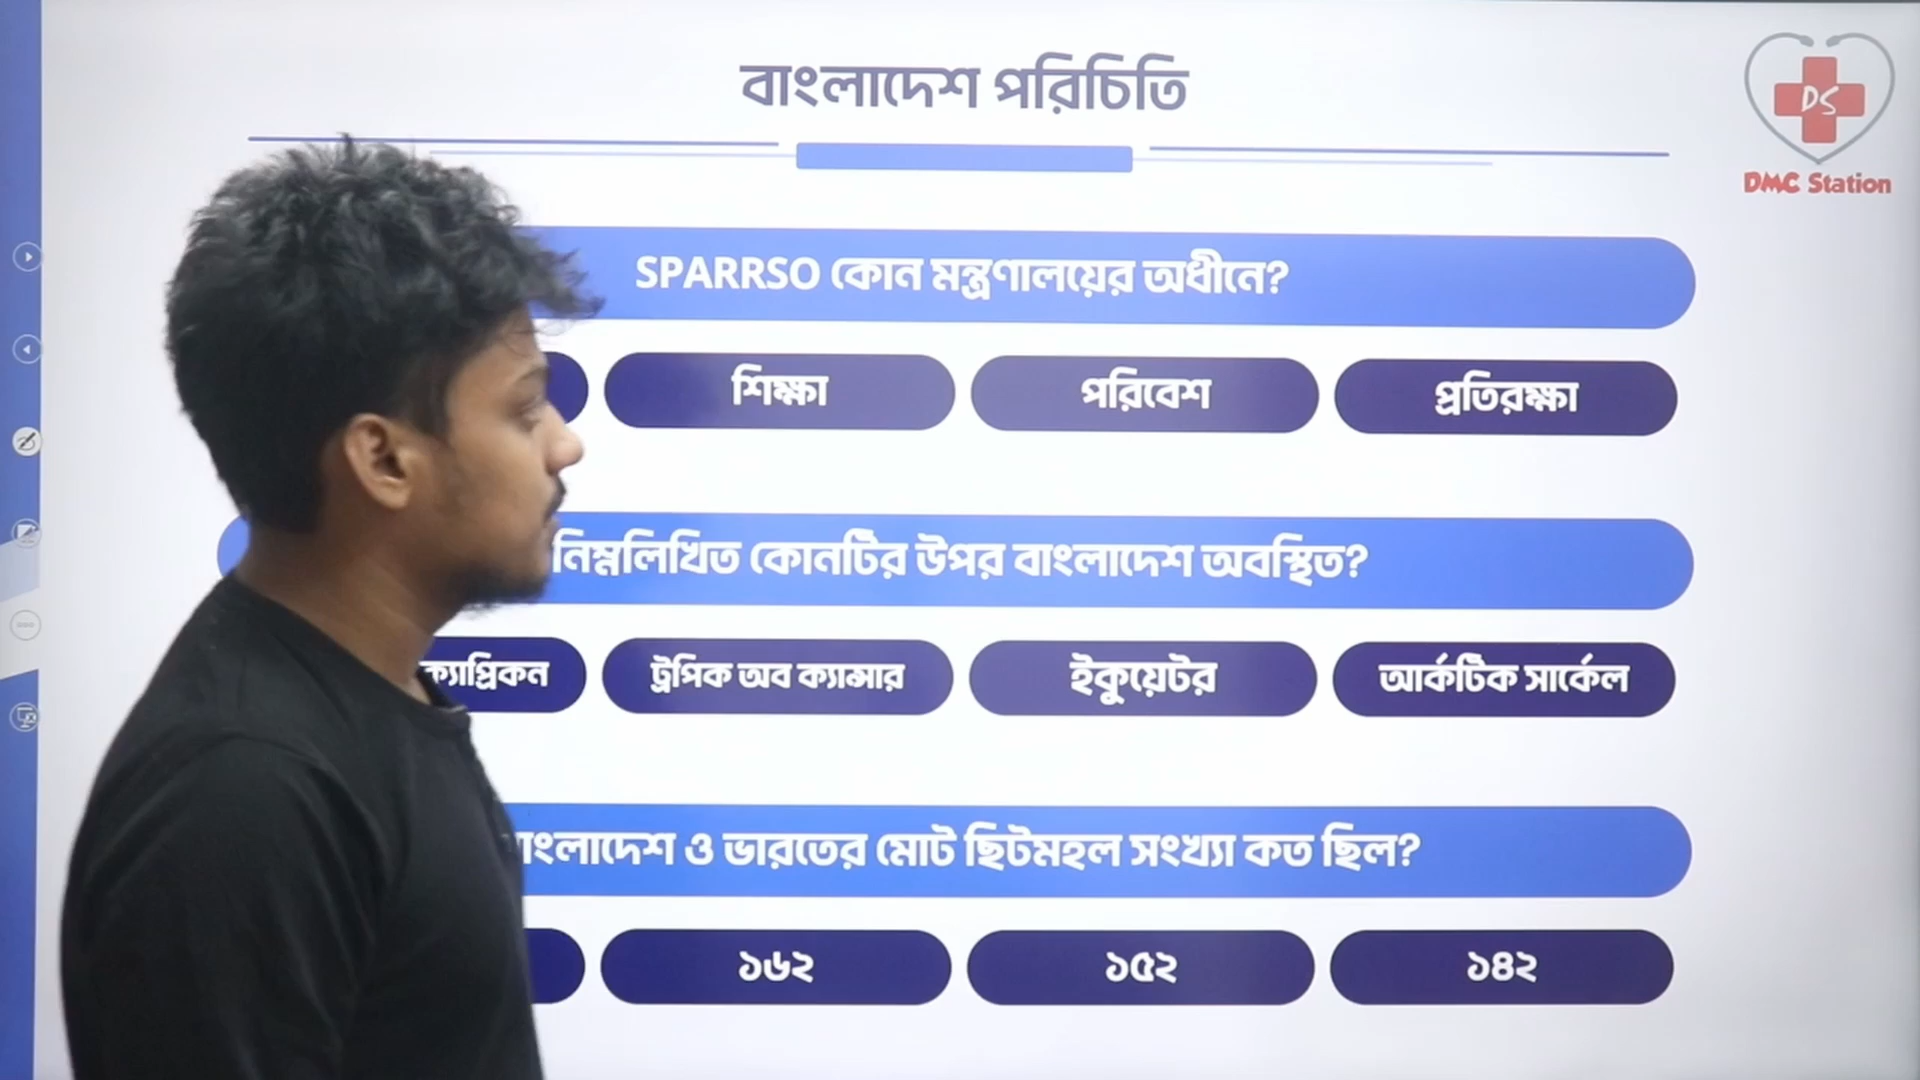 বাংলাদেশ পরিচিতি
DS
DMC Station
SPARRSO কোন মন্ত্রণালয়ের অধীনে?
শিক্ষা
পরিবেশ
প্রতিরক্ষা
নিম্নলিখিত কোনটির উপর বাংলাদেশ অবস্থিত?
ক্যাপ্রিকন
ট্রপিক অব ক্যান্সার
ইকুয়েটর
আর্কটিক সার্কেল
ও ভারতের মোট ছিটমহল সংখ্যা কত ছিল?
১৬২
১৫২
১৪২